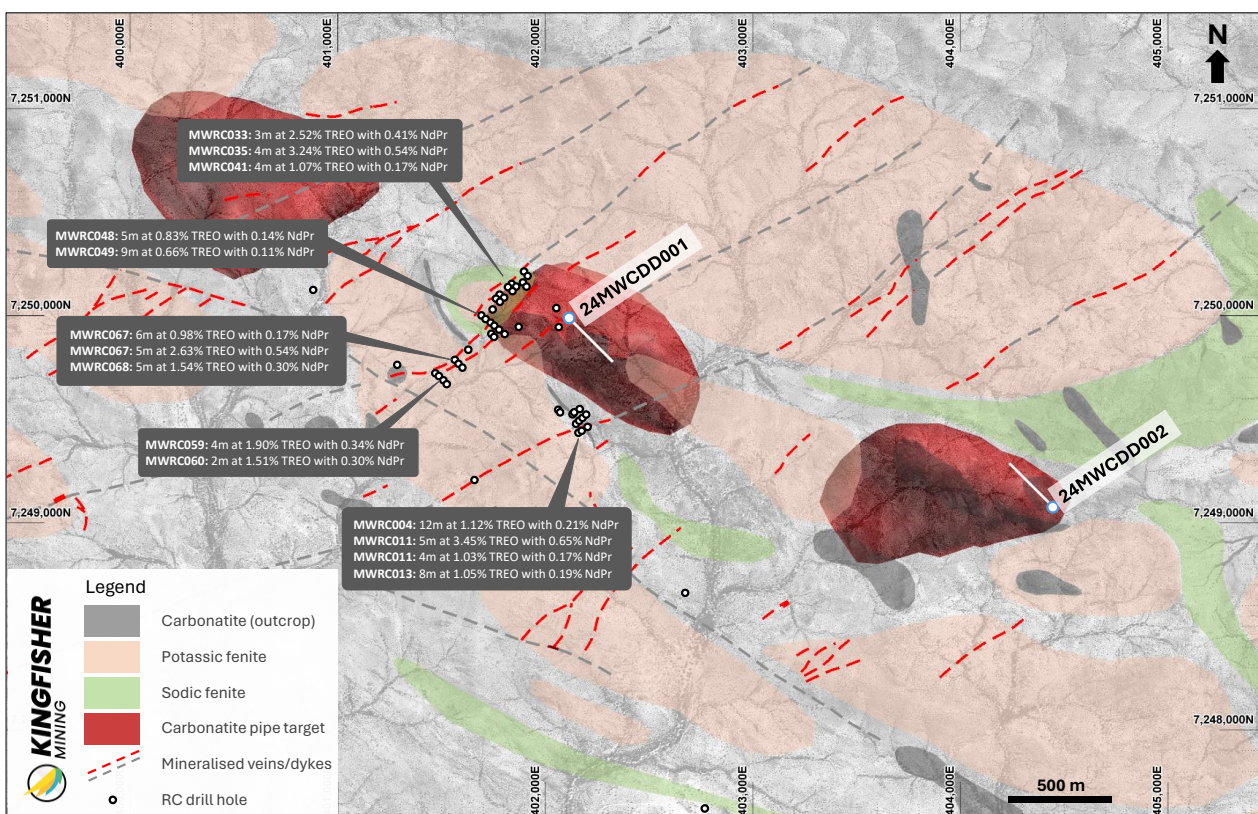 400,000E
401,000E
402,000E
403,000E
404,000E
405,000E
N
7,251,000N
7,251,000N
MWRC033: 3m at 2.52% TREO with 0.41% NdPr
MWRC035: 4m at 3.24% TREO with 0.54% NdPr
MWRC041: 4m at 1.07% TREO with 0.17% NdPr
MWRC048: 5m at 0.83% TREO with 0.14% NdPr
MWRC049: 9m at 0.66% TREO with 0.11% NdPr
24MWCDD001
7,250,000N
7,250,000N
MWRC067: 6m at 0.98% TREO with 0.17% NdPr
MWRC067: 5m at 2.63% TREO with 0.54% NdPr
MWRC068: 5m at 1.54% TREO with 0.30% NdPr
MWRC059: 4m at 1.90% TREO with 0.34% NdPr
MWRC060: 2m at 1.51% TREO with 0.30% NdPr
24MWCDD002
7,249,000N
7,249,000N
MWRC004: 12m at 1.12% TREO with 0.21% NdPr
MWRC011: 5m at 3.45% TREO with 0.65% NdPr
MWRC011: 4m at 1.03% TREO with 0.17% NdPr
MWRC013: 8m at 1.05% TREO with 0.19% NdPr
KINGFISHER
MINING
Legend
Carbonatite (outcrop)
Potassic fenite
Sodic fenite
Carbonatite pipe target
Mineralised veins/dykes
RC drill hole
7,248,000N
402,000E
403,000E
404,000E
405,000E
500 m